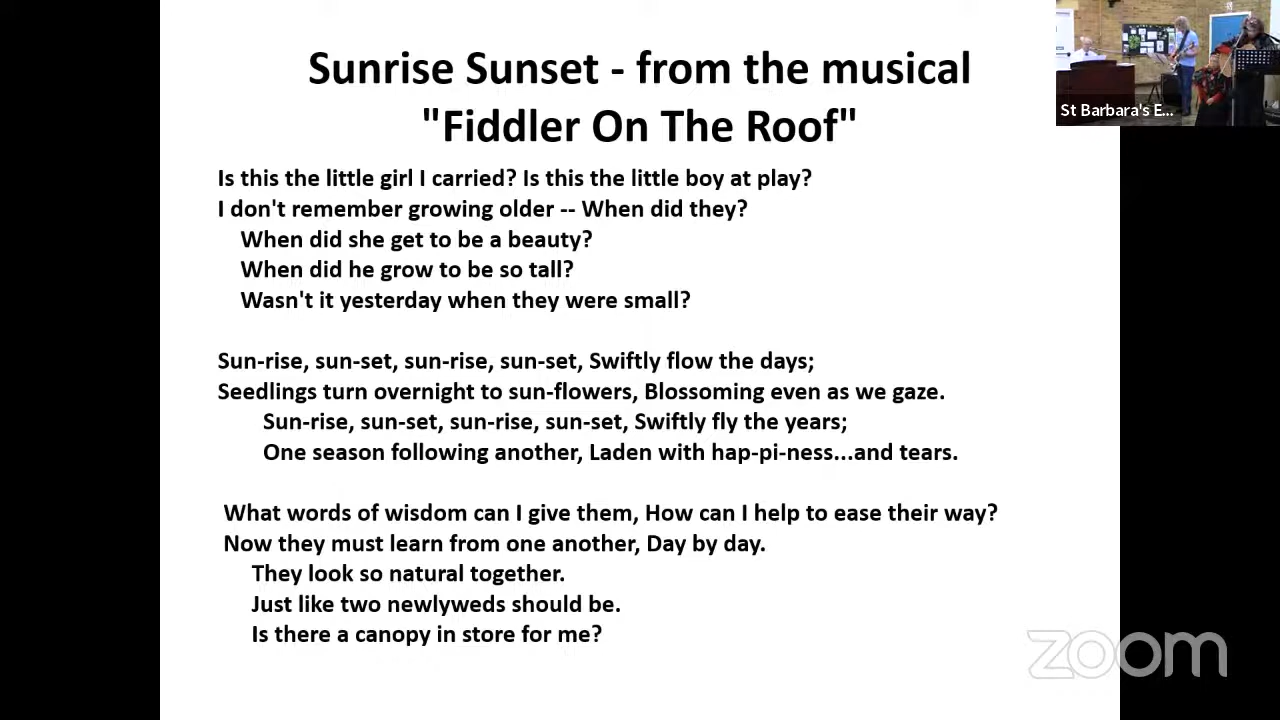 Sunrise Sunset - from the musical
"Fiddler On The Roof"
St Barbara's E...
Is this the little girl I carried? Is this the little boy at play?
I don't remember growing older -- When did they?
When did she get to be a beauty?
When did he grow to be so tall?
Wasn't it yesterday when they were small?
Sun-rise, sun-set, sun-rise, sun-set, Swiftly flow the days;
Seedlings turn overnight to sun-flowers, Blossoming even as we gaze.
Sun-rise, sun-set, sun-rise, sun-set, Swiftly fly the years;
One season following another, Laden with hap-pi-ness...and tears.
What words of wisdom can I give them, How can I help to ease their way?
Now they must learn from one another, Day by day.
They look so natural together.
Just like two newlyweds should be.
Is there a canopy in store for me?
zoom